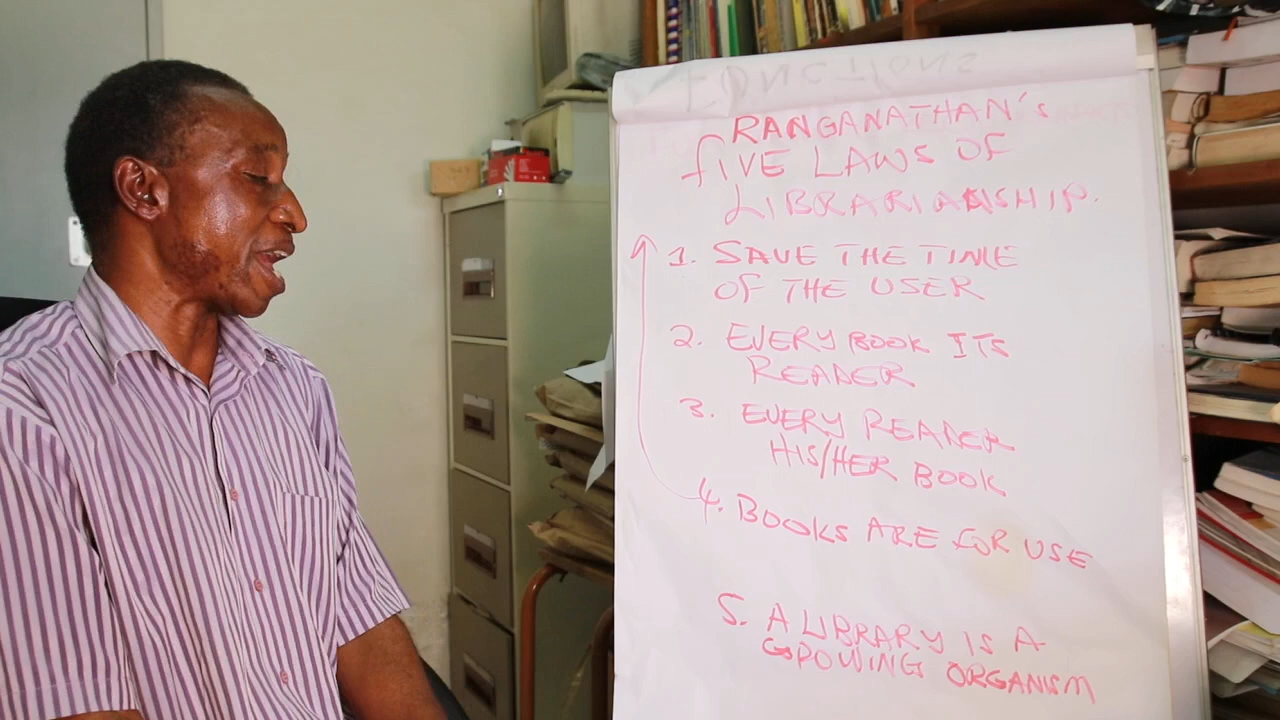 RANGANATHAN's
fIVE LAWS OF
LIBRARIANSHIP.
1. SAVE THE TIME
OF THE USER
2. EVERY BOOK ITS
READER
3. EVERY READER
HIS/HER BOOK
4. BOOKS ARE FOR USE
5. A LIBRARY IS A
GROWING ORGANISM